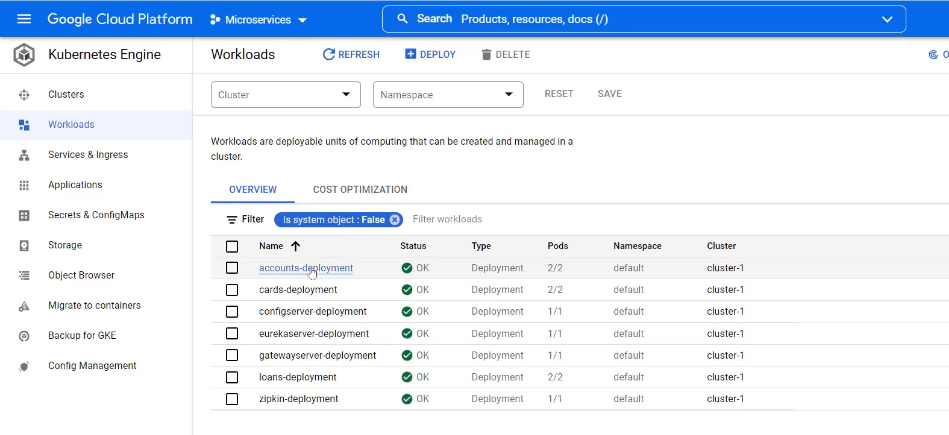 Google Cloud Platform Microservices Search Products, resources, docs (/)
Kubernetes Engine
Clusters
Workloads
Services & Ingress
Applications
Secrets & ConfigMaps
Storage
Object Browser
Migrate to containers
Backup for GKE
Config Management
Workloads REFRESH DEPLOY DELETE
Cluster Namespace RESET SAVE
Workloads are deployable units of computing that can be created and managed in a
cluster.
OVERVIEW COST OPTIMIZATION
Filter Is system object : False Filter workloads
Name Status Type Pods Namespace Cluster
accounts-deployment OK Deployment 2/2 default cluster-1
cards-deployment OK Deployment 2/2 default cluster-1
configserver-deployment OK Deployment 1/1 default cluster-1
eurekaserver-deployment OK Deployment 1/1 default cluster-1
gatewayserver-deployment OK Deployment 1/1 default cluster-1
loans-deployment OK Deployment 2/2 default cluster-1
zipkin-deployment OK Deployment 1/1 default cluster-1